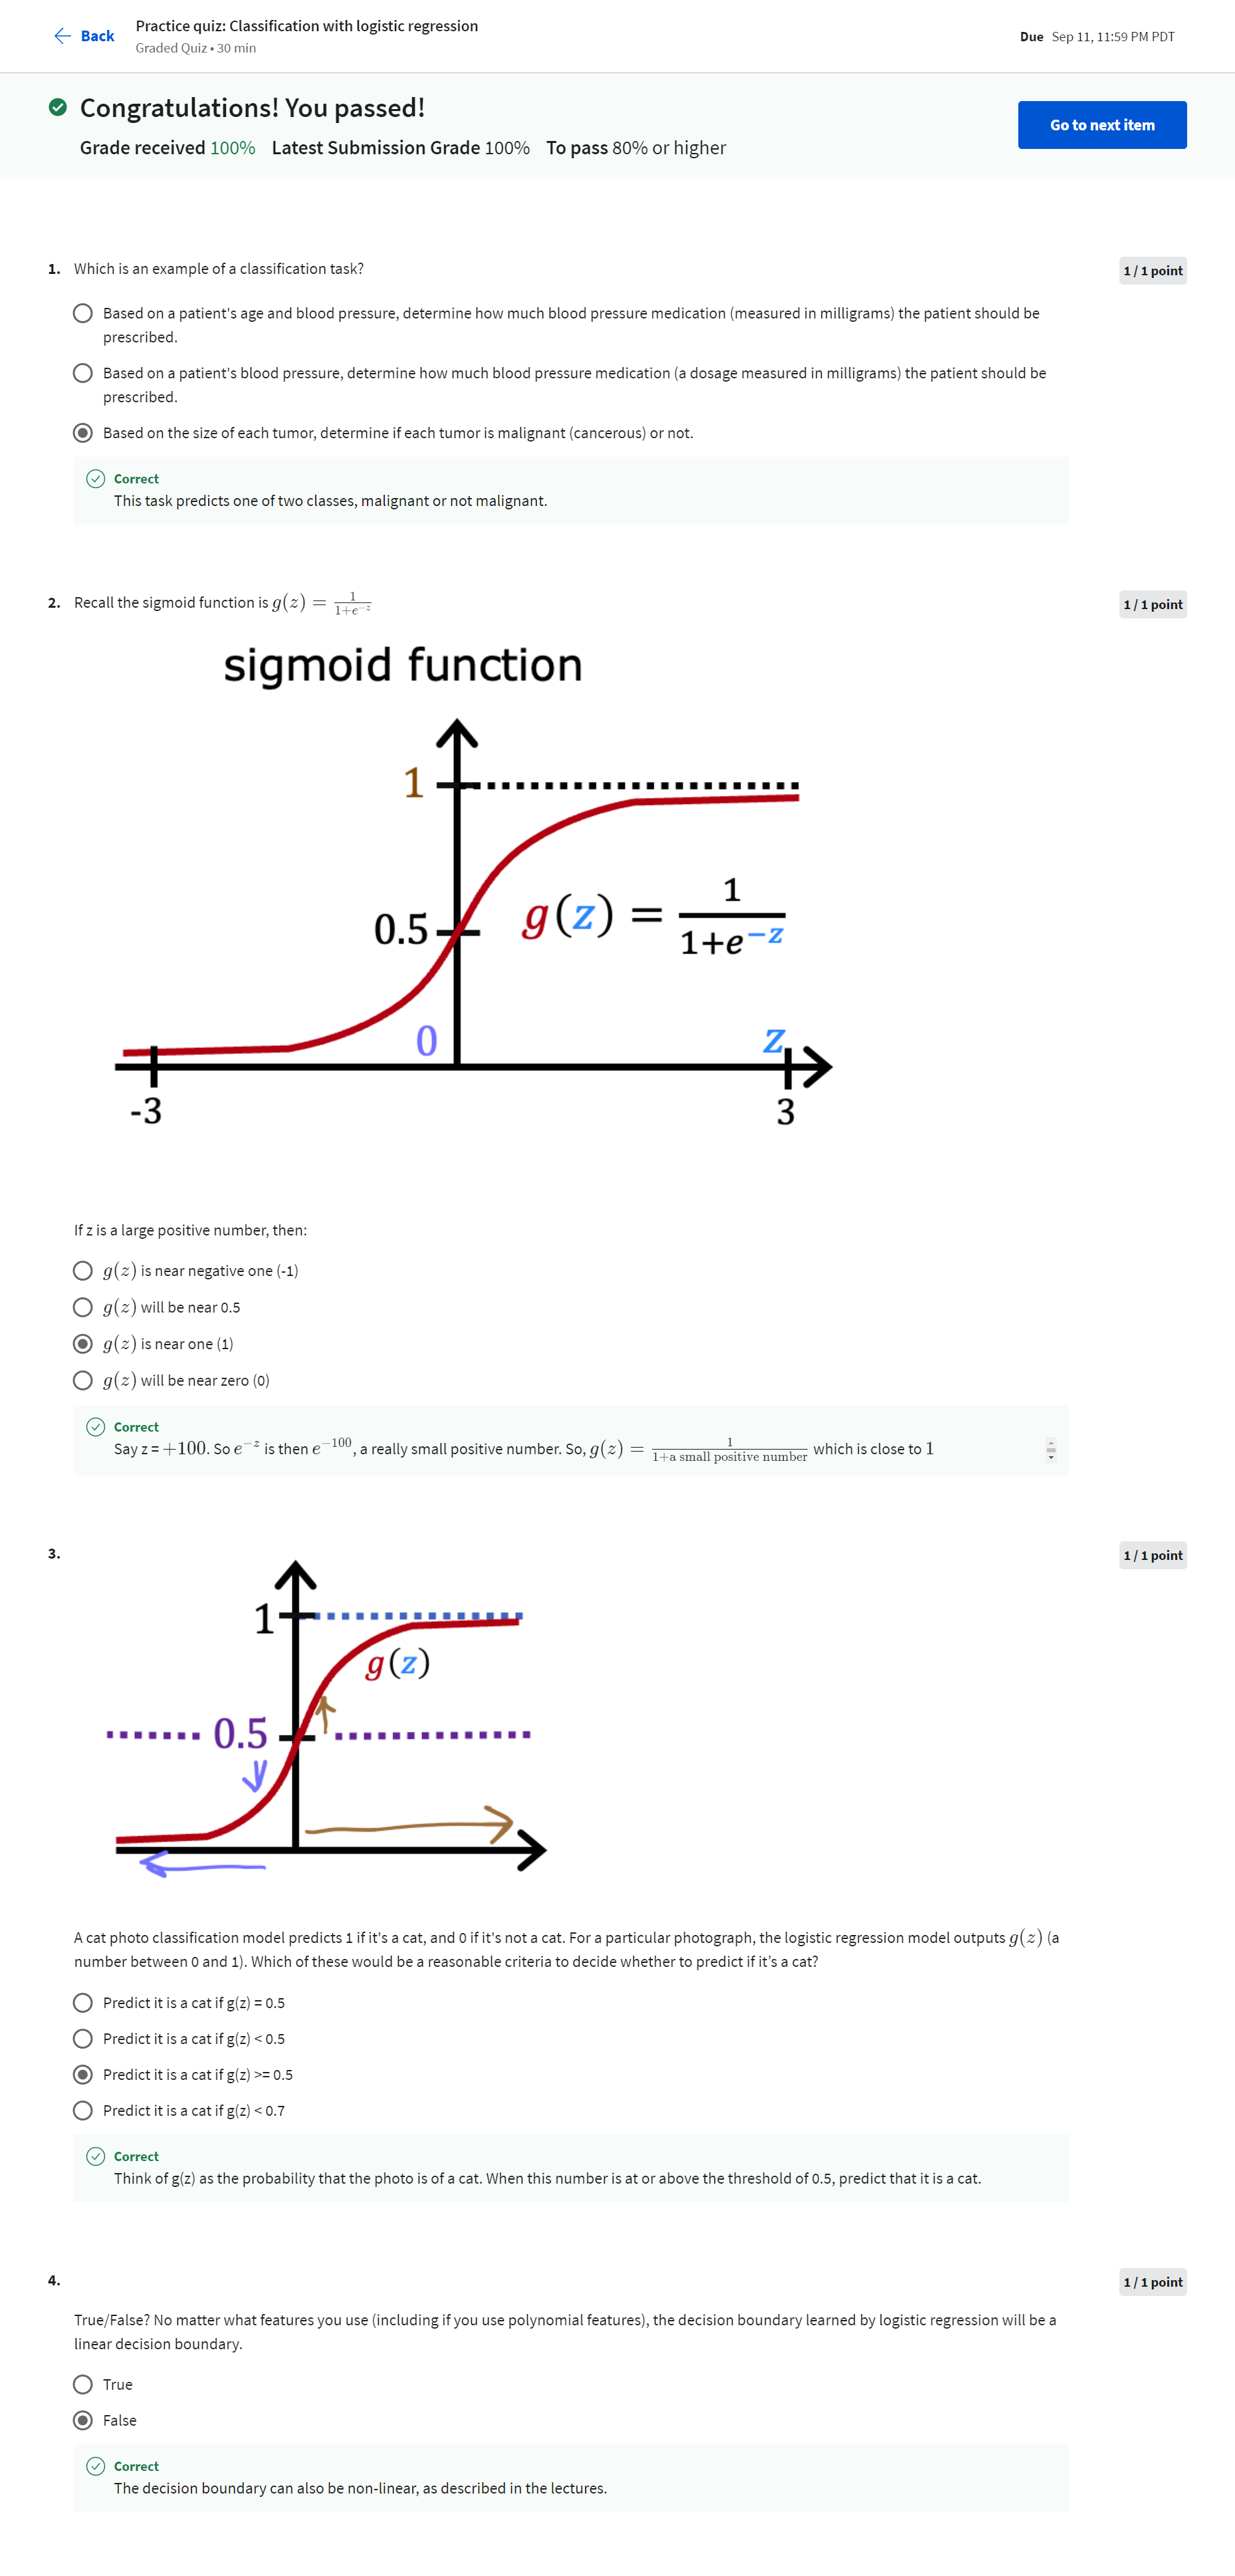 Back
Practice quiz: Classification with logistic regression
Graded Quiz • 30 min
Due Sep 11, 11:59 PM PDT
Congratulations! You passed!
Grade received 100% Latest Submission Grade 100% To pass 80% or higher
Go to next item
1. Which is an example of a classification task?
1 / 1 point
Based on a patient's age and blood pressure, determine how much blood pressure medication (measured in milligrams) the patient should be
prescribed.
Based on a patient's blood pressure, determine how much blood pressure medication (a dosage measured in milligrams) the patient should be
prescribed.
Based on the size of each tumor, determine if each tumor is malignant (cancerous) or not.
Correct
This task predicts one of two classes, malignant or not malignant.
2. Recall the sigmoid function is g(z) = 1/(1+e^{-z})
1 / 1 point
sigmoid function
1
0.5
g(z) = 1/(1+e^{-z})
0
z
-3
3
If z is a large positive number, then:
g(z) is near negative one (-1)
g(z) will be near 0.5
g(z) is near one (1)
g(z) will be near zero (0)
Correct
Say z = +100. So e^{-z} is then e^{-100}, a really small positive number. So, g(z) = 1/(1+a small positive number) which is close to 1
3.
1 / 1 point
1
g(z)
0.5
A cat photo classification model predicts 1 if it's a cat, and 0 if it's not a cat. For a particular photograph, the logistic regression model outputs g(z) (a
number between 0 and 1). Which of these would be a reasonable criteria to decide whether to predict if it’s a cat?
Predict it is a cat if g(z) = 0.5
Predict it is a cat if g(z) < 0.5
Predict it is a cat if g(z) >= 0.5
Predict it is a cat if g(z) < 0.7
Correct
Think of g(z) as the probability that the photo is of a cat. When this number is at or above the threshold of 0.5, predict that it is a cat.
4.
1 / 1 point
True/False? No matter what features you use (including if you use polynomial features), the decision boundary learned by logistic regression will be a
linear decision boundary.
True
False
Correct
The decision boundary can also be non-linear, as described in the lectures.